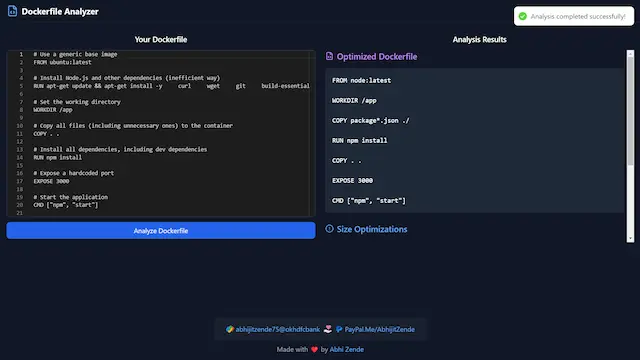 Dockerfile Analyzer
Analysis completed successfully!
Your Dockerfile
1 # Use a generic base image
2 FROM ubuntu:latest
3
4 # Install Node.js and other dependencies (inefficient way)
5 RUN apt-get update && apt-get install -y curl wget git build-essential
6
7 # Set the working directory
8 WORKDIR /app
9
10 # Copy all files (including unnecessary ones) to the container
11 COPY . .
12
13 # Install all dependencies, including dev dependencies
14 RUN npm install
15
16 # Expose a hardcoded port
17 EXPOSE 3000
18
19 # Start the application
20 CMD ["npm", "start"]
21
Analyze Dockerfile
Analysis Results
Optimized Dockerfile
FROM node:latest
WORKDIR /app
COPY package*.json ./
RUN npm install
COPY . .
EXPOSE 3000
CMD ["npm", "start"]
Size Optimizations
abhijitzende75@okhdfcbank PayPal.Me/AbhijitZende
Made with ❤️ by Abhi Zende